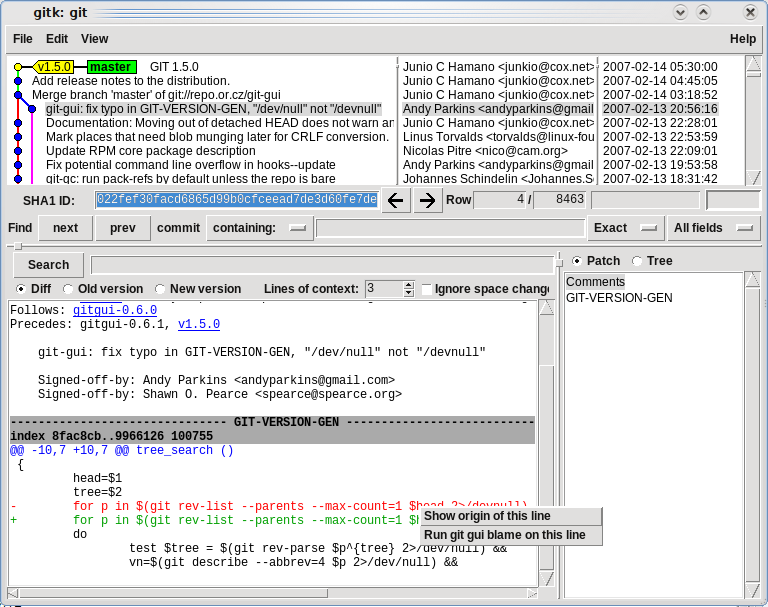 gitk: git
File Edit View Help
v1.5.0 master GIT 1.5.0 Junio C Hamano <junkio@cox.net> 2007-02-14 05:30:00
Add release notes to the distribution. Junio C Hamano <junkio@cox.net> 2007-02-14 04:45:05
Merge branch 'master' of git://repo.or.cz/git-gui Junio C Hamano <junkio@cox.net> 2007-02-14 03:18:52
git-gui: fix typo in GIT-VERSION-GEN, "/dev/null" not "/devnull" Andy Parkins <andyparkins@gmail 2007-02-13 20:56:16
Documentation: Moving out of detached HEAD does not warn an Junio C Hamano <junkio@cox.net> 2007-02-13 22:28:01
Mark places that need blob munging later for CRLF conversion. Linus Torvalds <torvalds@linux-fou 2007-02-13 22:53:59
Update RPM core package description Nicolas Pitre <nico@cam.org> 2007-02-13 22:09:01
Fix potential command line overflow in hooks--update Andy Parkins <andyparkins@gmail 2007-02-13 19:53:58
git-gc: run pack-refs by default unless the repo is bare Johannes Schindelin <Johannes.S 2007-02-13 18:31:42
SHA1 ID: 022fef30facd6865d99b0cfceead7de3d60fe7de Row 4 / 8463
Find next prev commit containing: Exact All fields
Search
Diff Old version New version Lines of context: 3 Ignore space change
Patch Tree
Comments
GIT-VERSION-GEN
Follows: gitgui-0.6.0
Precedes: gitgui-0.6.1, v1.5.0
git-gui: fix typo in GIT-VERSION-GEN, "/dev/null" not "/devnull"
Signed-off-by: Andy Parkins <andyparkins@gmail.com>
Signed-off-by: Shawn O. Pearce <spearce@spearce.org>
------------------------------ GIT-VERSION-GEN ---------------------------
index 8fac8cb..9966126 100755
@@ -10,7 +10,7 @@ tree_search ()
{
head=$1
tree=$2
- for p in $(git rev-list --parents --max-count=1 $head 2>/devnull)
+ for p in $(git rev-list --parents --max-count=1 $h
do
test $tree = $(git rev-parse $p^{tree} 2>/dev/null) &&
vn=$(git describe --abbrev=4 $p 2>/dev/null) &&
Show origin of this line
Run git gui blame on this line